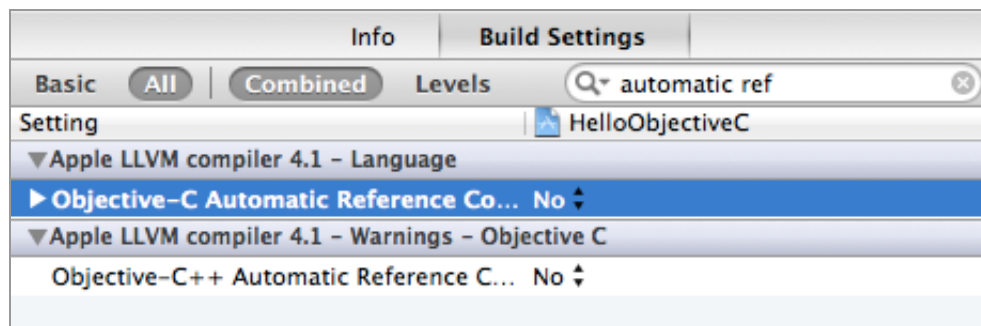 Info Build Settings
Basic All Combined Levels automatic ref
Setting HelloObjectiveC
Apple LLVM compiler 4.1 – Language
Objective-C Automatic Reference Co... No
Apple LLVM compiler 4.1 – Warnings – Objective C
Objective-C++ Automatic Reference C... No